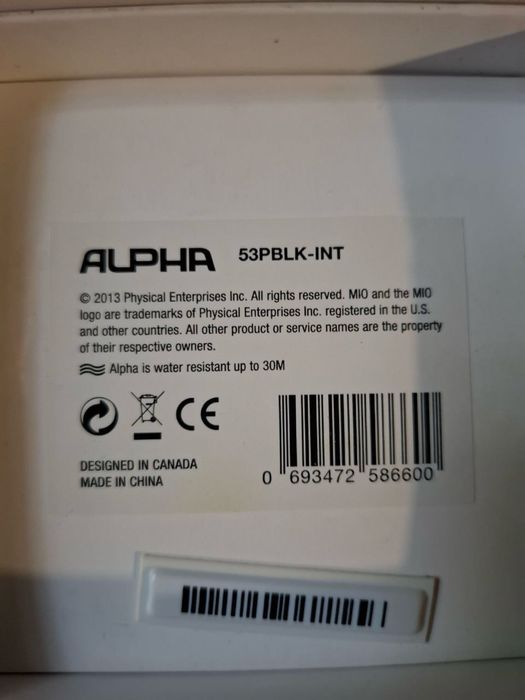 ALPHA 53PBLK-INT
© 2013 Physical Enterprises Inc. All rights reserved. MIO and the MIO
logo are trademarks of Physical Enterprises Inc. registered in the U.S.
and other countries. All other product or service names are the property
of their respective owners.
Alpha is water resistant up to 30M
CE
DESIGNED IN CANADA
MADE IN CHINA
0 693472 586600